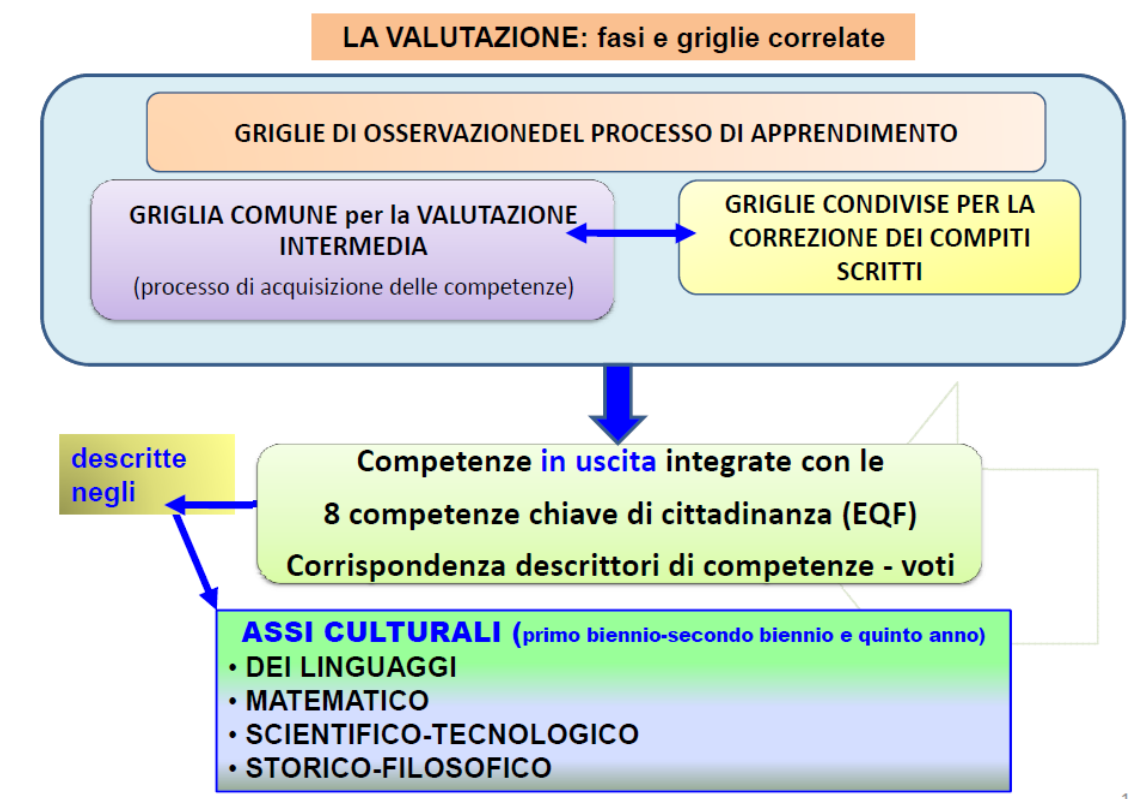 LA VALUTAZIONE: fasi e griglie correlate
GRIGLIE DI OSSERVAZIONEDEL PROCESSO DI APPRENDIMENTO
GRIGLIA COMUNE per la VALUTAZIONE
INTERMEDIA
(processo di acquisizione delle competenze)
GRIGLIE CONDIVISE PER LA
CORREZIONE DEI COMPITI
SCRITTI
descritte
negli
Competenze in uscita integrate con le
8 competenze chiave di cittadinanza (EQF)
Corrispondenza descrittori di competenze - voti
ASSI CULTURALI (primo biennio-secondo biennio e quinto anno)
• DEI LINGUAGGI
• MATEMATICO
• SCIENTIFICO-TECNOLOGICO
• STORICO-FILOSOFICO
1